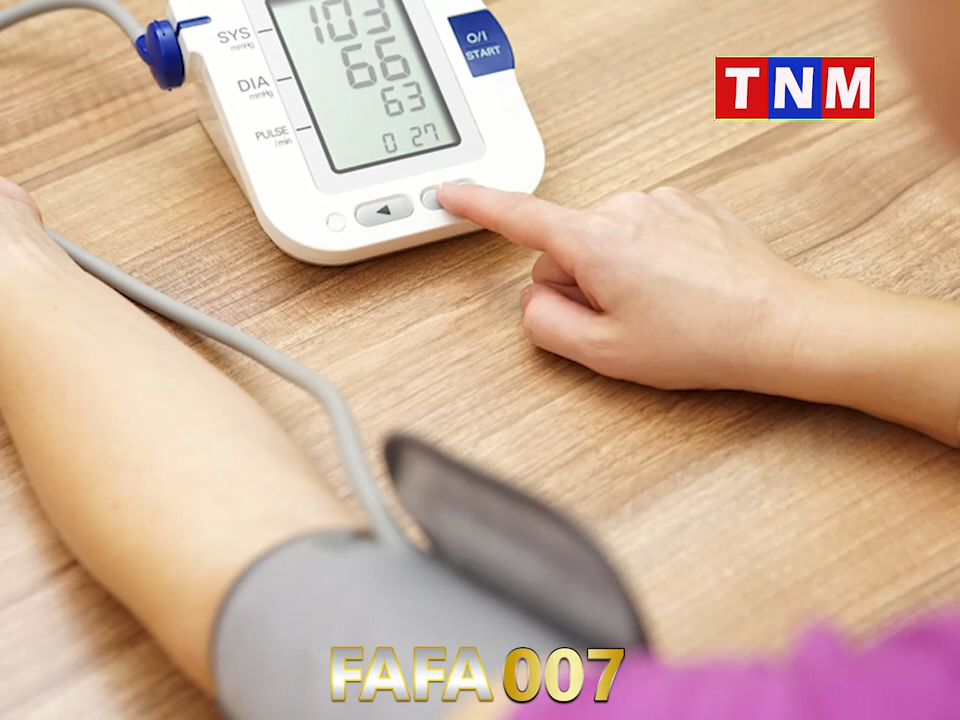 103
SYS
mmHg
66
DIA
mmHg
63
PULSE
/min
0 27
O/I
START
TNM
FAFA 007